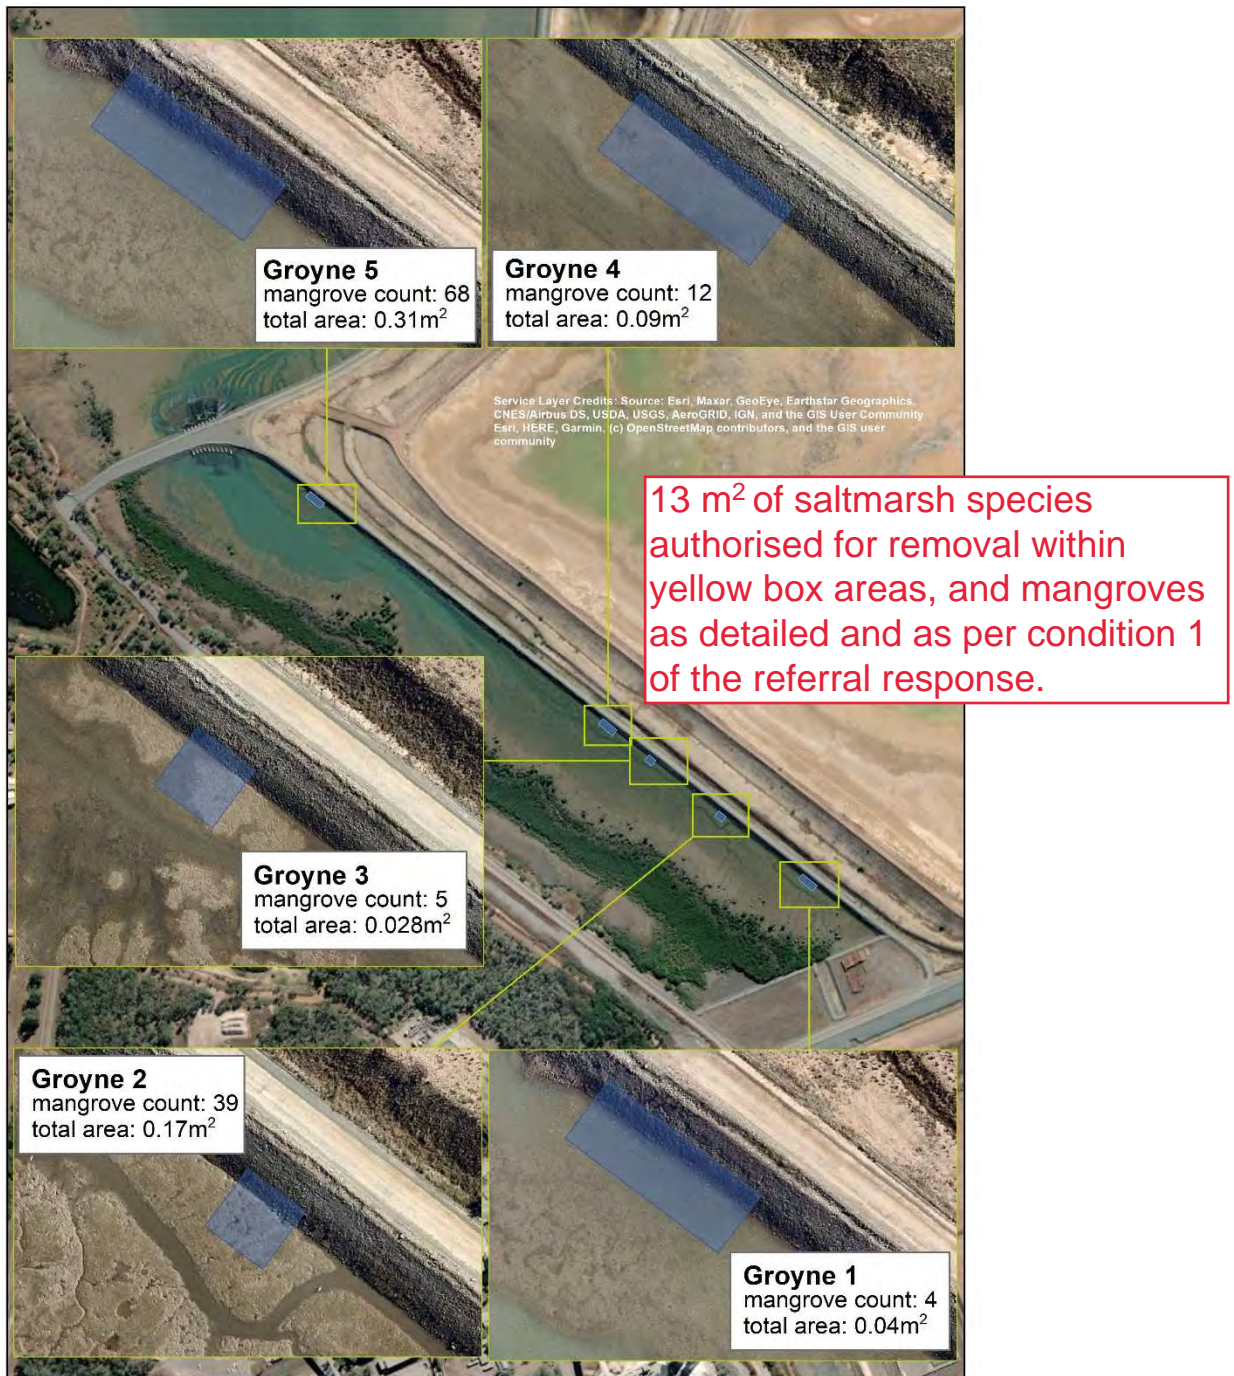 Groyne 5
mangrove count: 68
total area: 0.31m²
Groyne 4
mangrove count: 12
total area: 0.09m²
Service Layer Credits: Source: Esri, Maxar, GeoEye, Earthstar Geographics,
CNES/Airbus DS, USDA, USGS, AeroGRID, IGN, and the GIS User Community
Esri, HERE, Garmin, (c) OpenStreetMap contributors, and the GIS user
community
13 m² of saltmarsh species
authorised for removal within
yellow box areas, and mangroves
as detailed and as per condition 1
of the referral response.
Groyne 3
mangrove count: 5
total area: 0.028m²
Groyne 2
mangrove count: 39
total area: 0.17m²
Groyne 1
mangrove count: 4
total area: 0.04m²